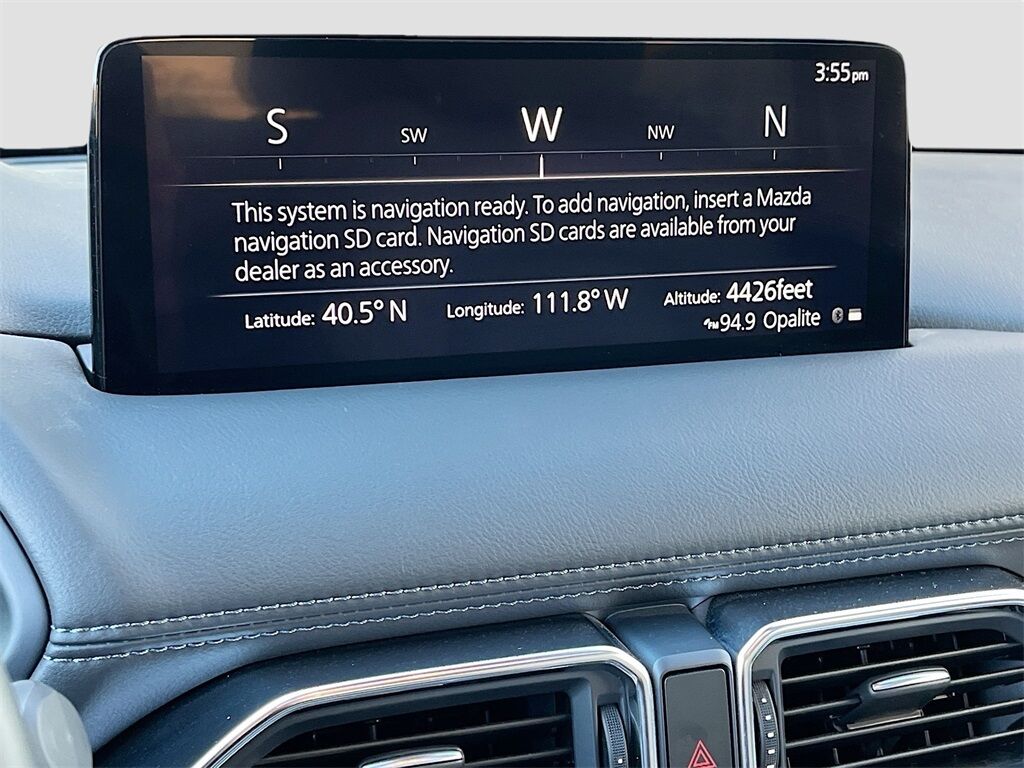 3:55pm
S SW W NW N
This system is navigation ready. To add navigation, insert a Mazda
navigation SD card. Navigation SD cards are available from your
dealer as an accessory.
Latitude: 40.5° N Longitude: 111.8° W Altitude: 4426feet
FM 94.9 Opalite